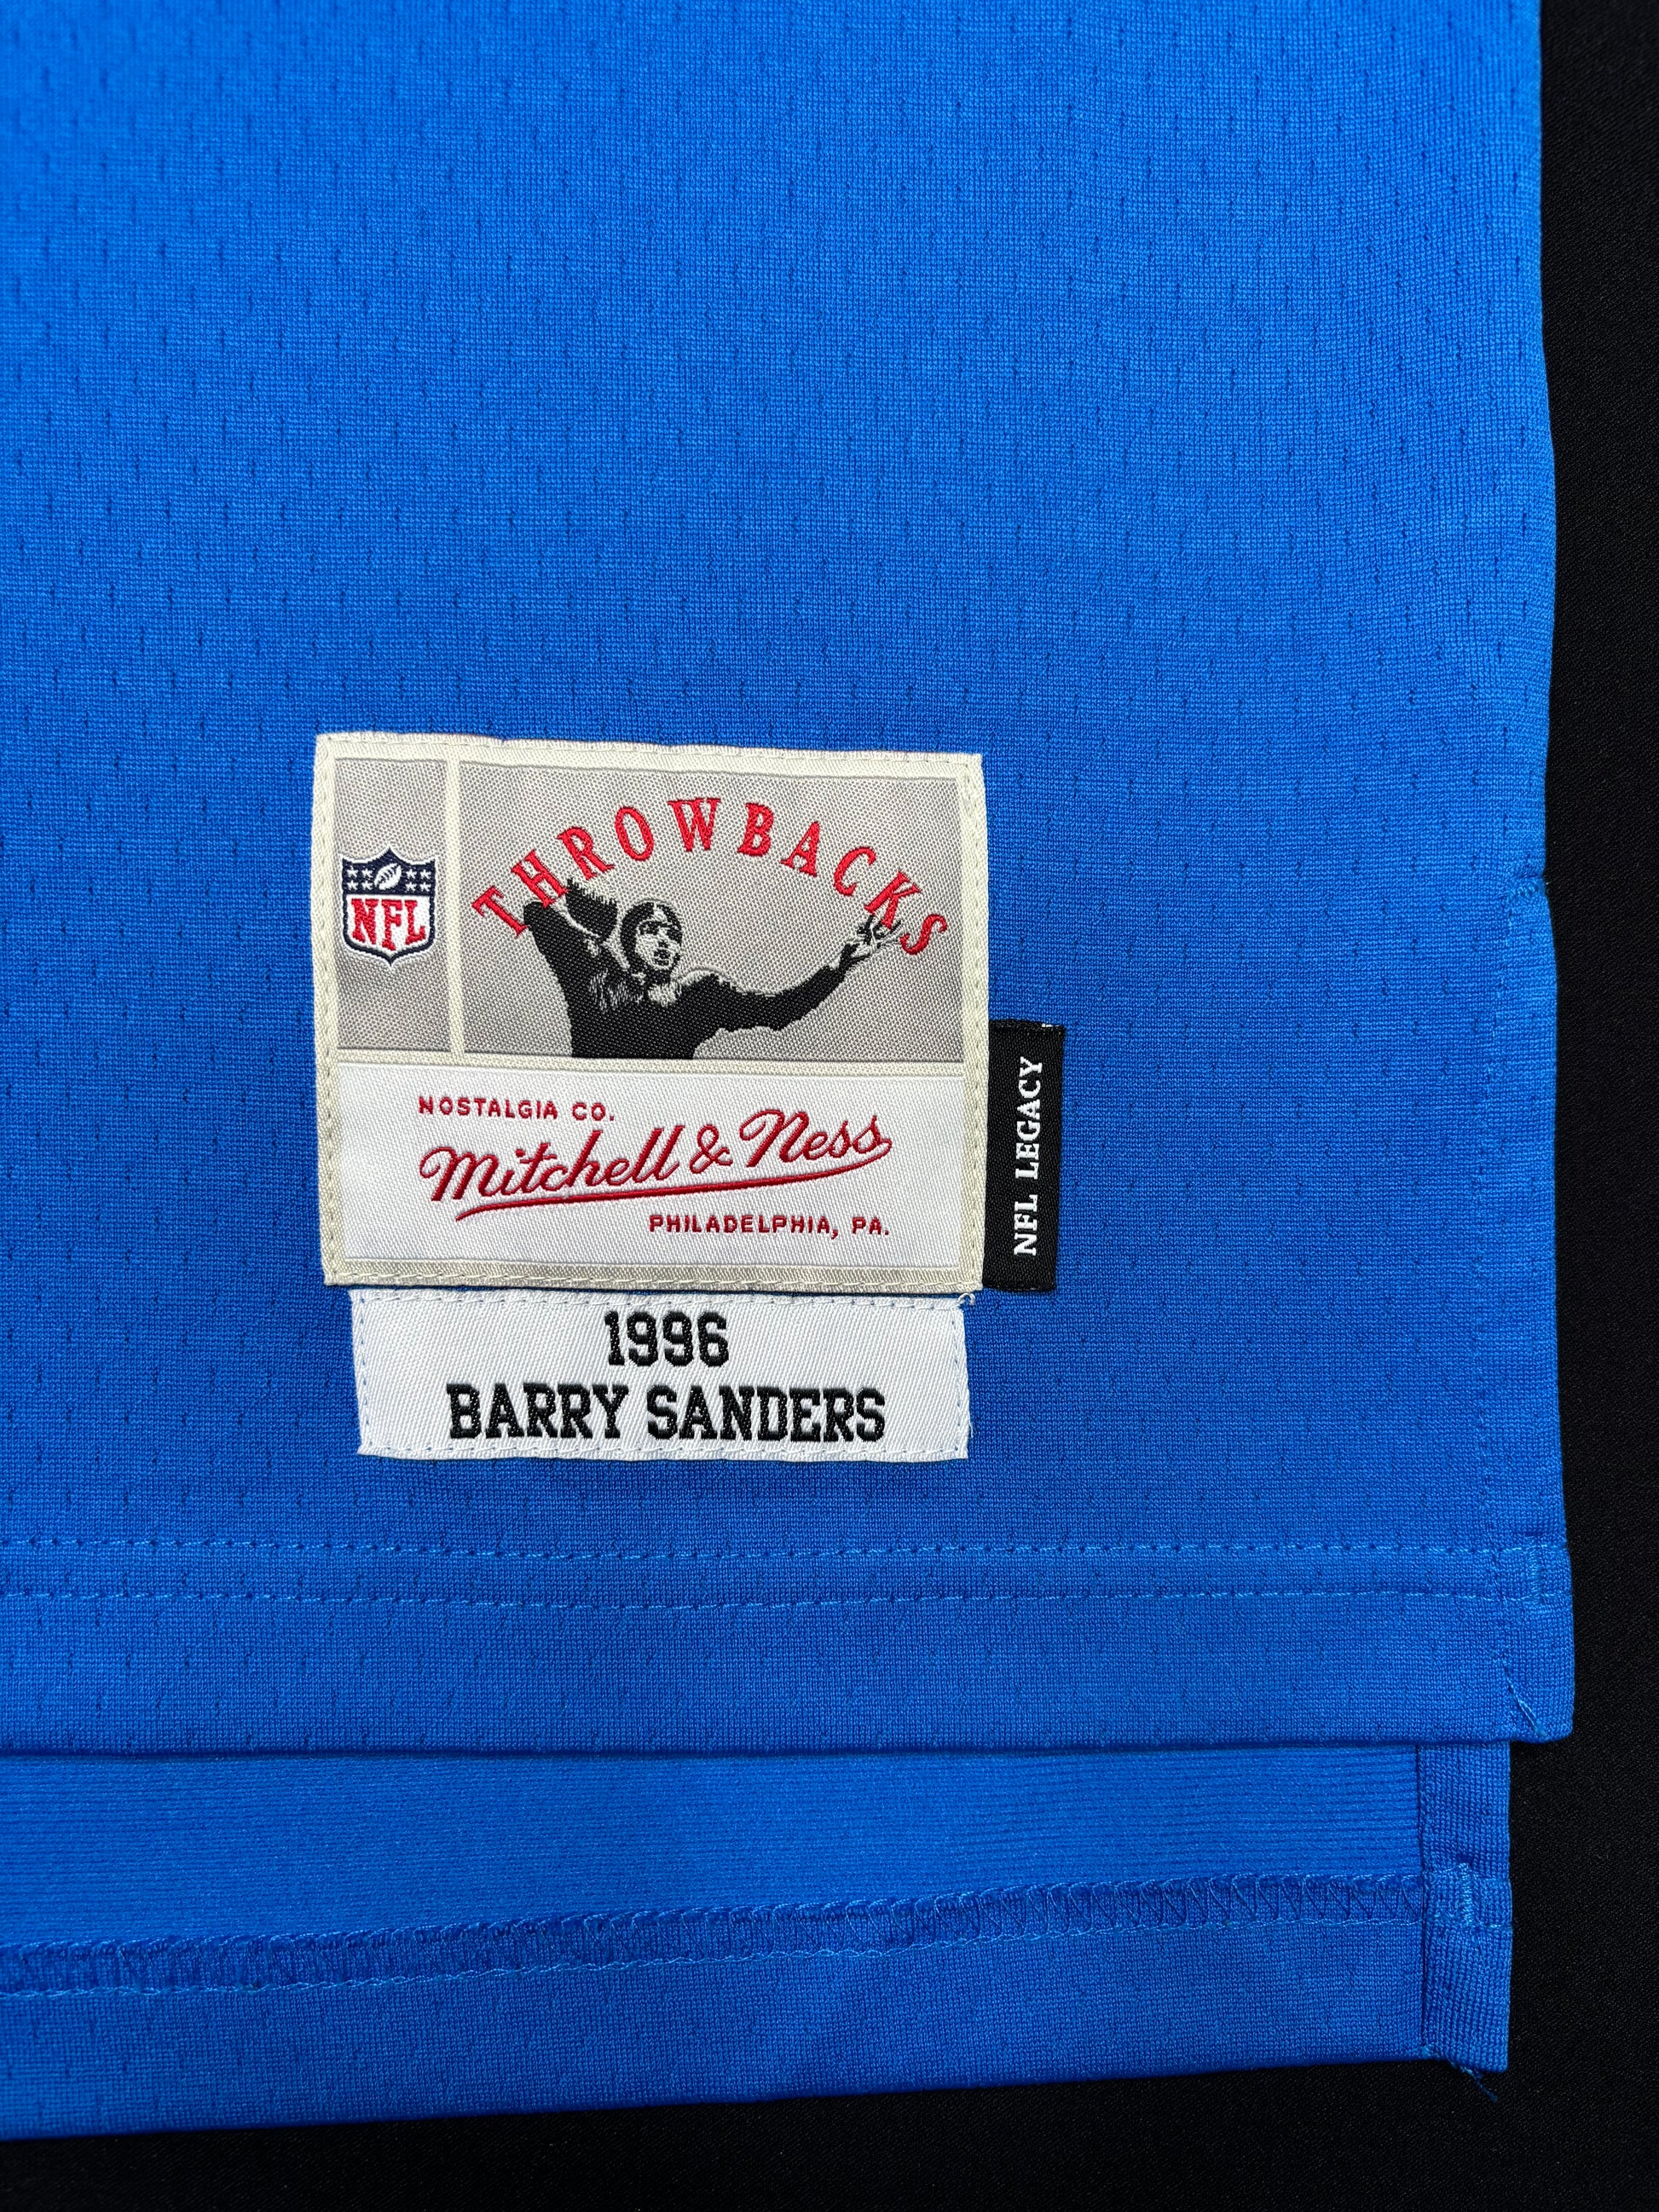 THROWBACKS
NFL
NOSTALGIA CO.
Mitchell & Ness
PHILADELPHIA, PA.
NFL LEGACY
1996
BARRY SANDERS